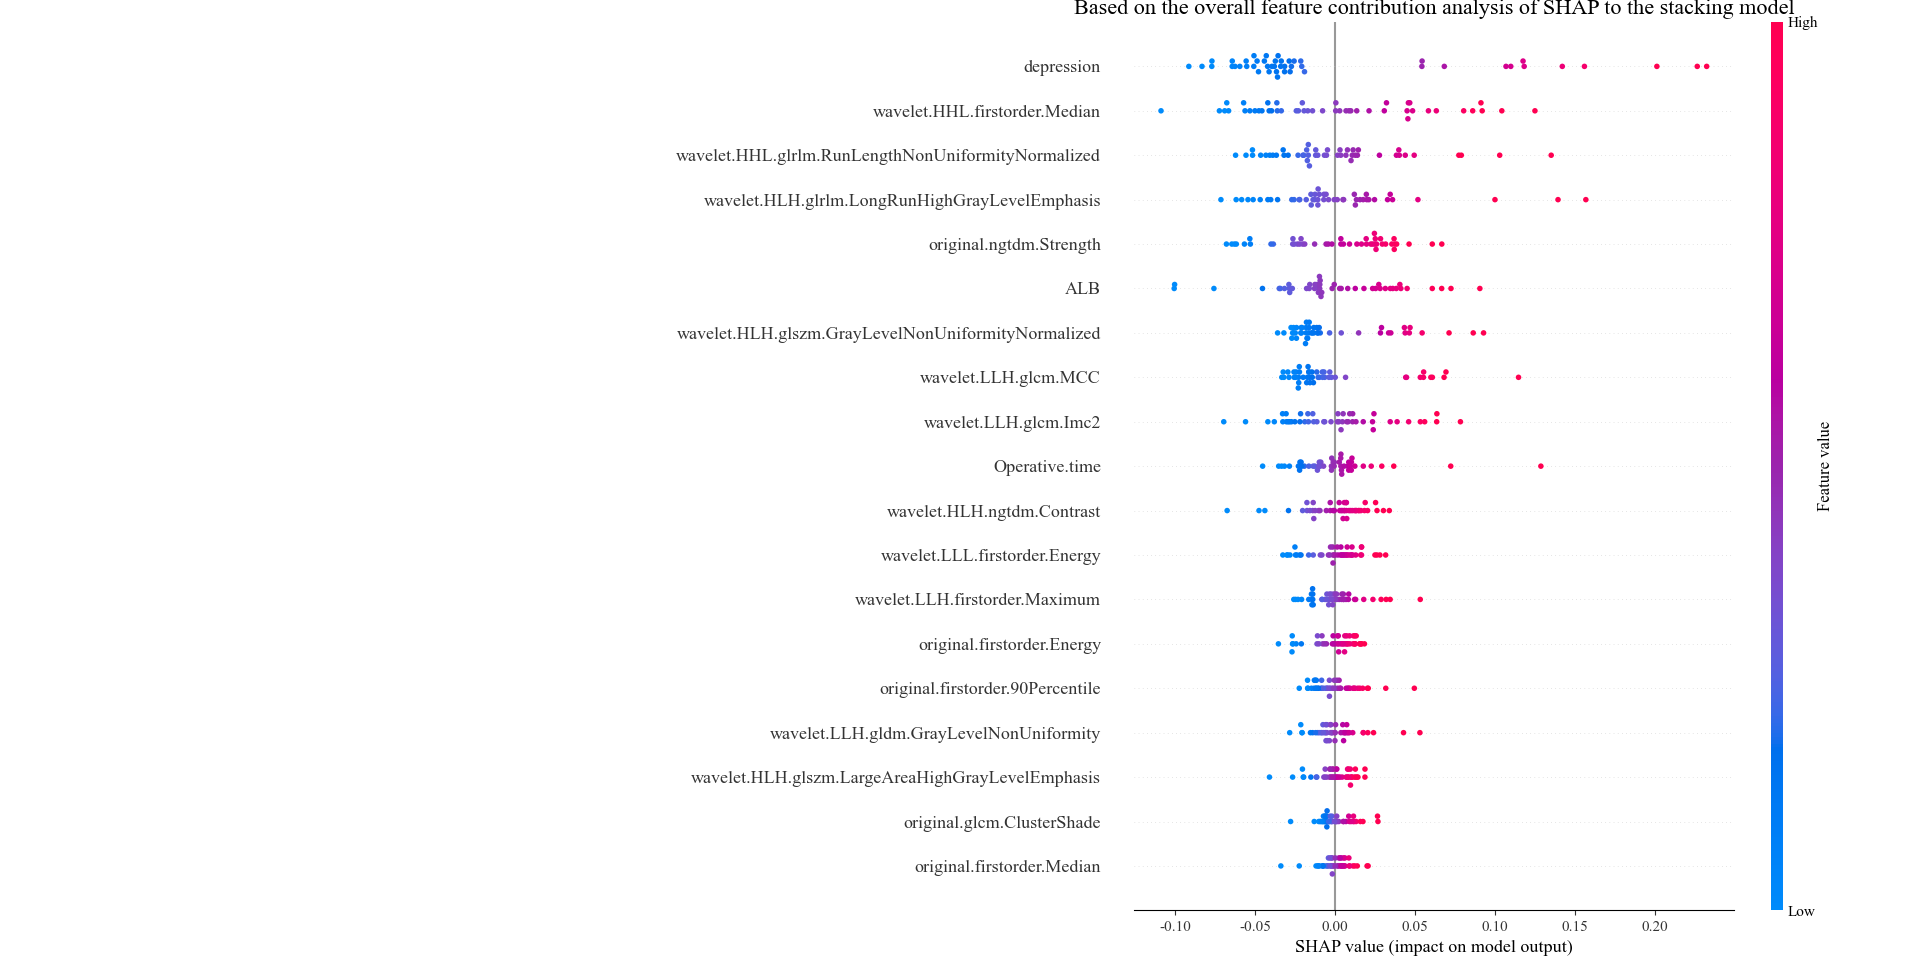 Based on the overall feature contribution analysis of SHAP to the stacking model
High
depression
wavelet.HHL.firstorder.Median
wavelet.HHL.glrlm.RunLengthNonUniformityNormalized
wavelet.HLH.glrlm.LongRunHighGrayLevelEmphasis
original.ngtdm.Strength
ALB
wavelet.HLH.glszm.GrayLevelNonUniformityNormalized
wavelet.LLH.glcm.MCC
wavelet.LLH.glcm.Imc2
Operative.time
wavelet.HLH.ngtdm.Contrast
wavelet.LLL.firstorder.Energy
wavelet.LLH.firstorder.Maximum
original.firstorder.Energy
original.firstorder.90Percentile
wavelet.LLH.gldm.GrayLevelNonUniformity
wavelet.HLH.glszm.LargeAreaHighGrayLevelEmphasis
original.glcm.ClusterShade
original.firstorder.Median
Feature value
Low
-0.10 -0.05 0.00 0.05 0.10 0.15 0.20
SHAP value (impact on model output)